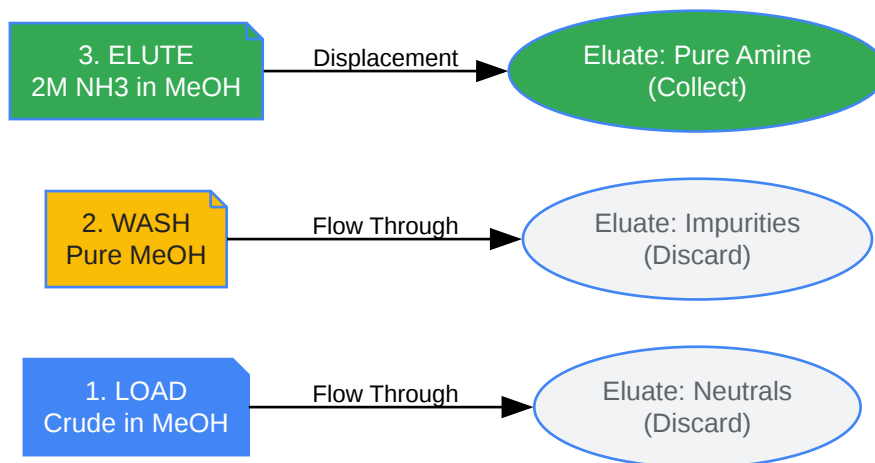 3. ELUTE
2M NH3 in MeOH
Displacement
Eluate: Pure Amine
(Collect)
2. WASH
Pure MeOH
Flow Through
Eluate: Impurities
(Discard)
1. LOAD
Crude in MeOH
Flow Through
Eluate: Neutrals
(Discard)